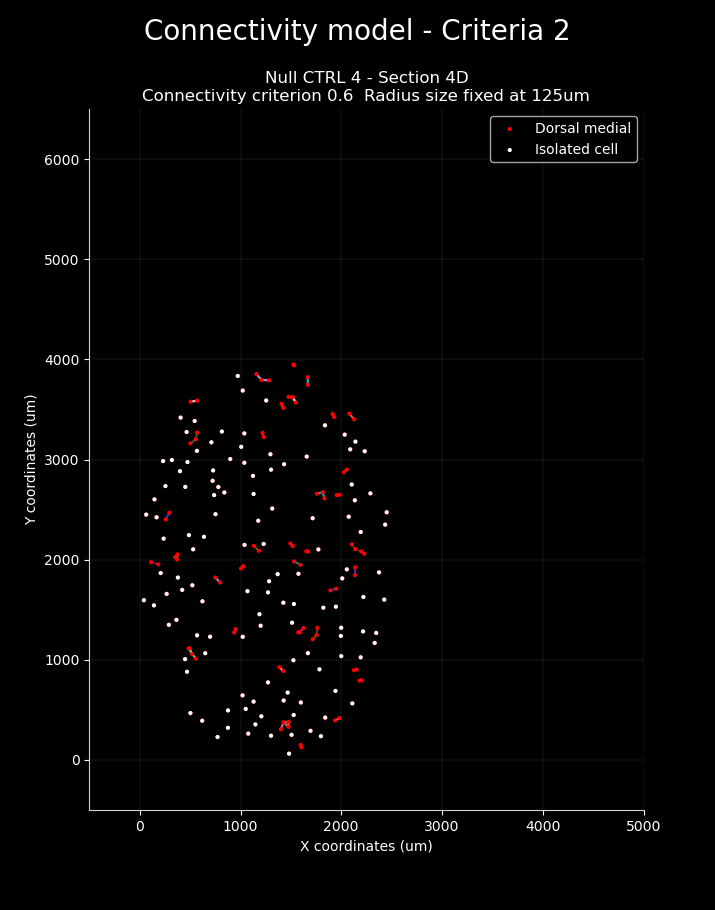 Connectivity model - Criteria 2
Null CTRL 4 - Section 4D
Connectivity criterion 0.6  Radius size fixed at 125um
Dorsal medial
Isolated cell
6000
5000
4000
3000
2000
1000
0
Y coordinates (um)
0 1000 2000 3000 4000 5000
X coordinates (um)